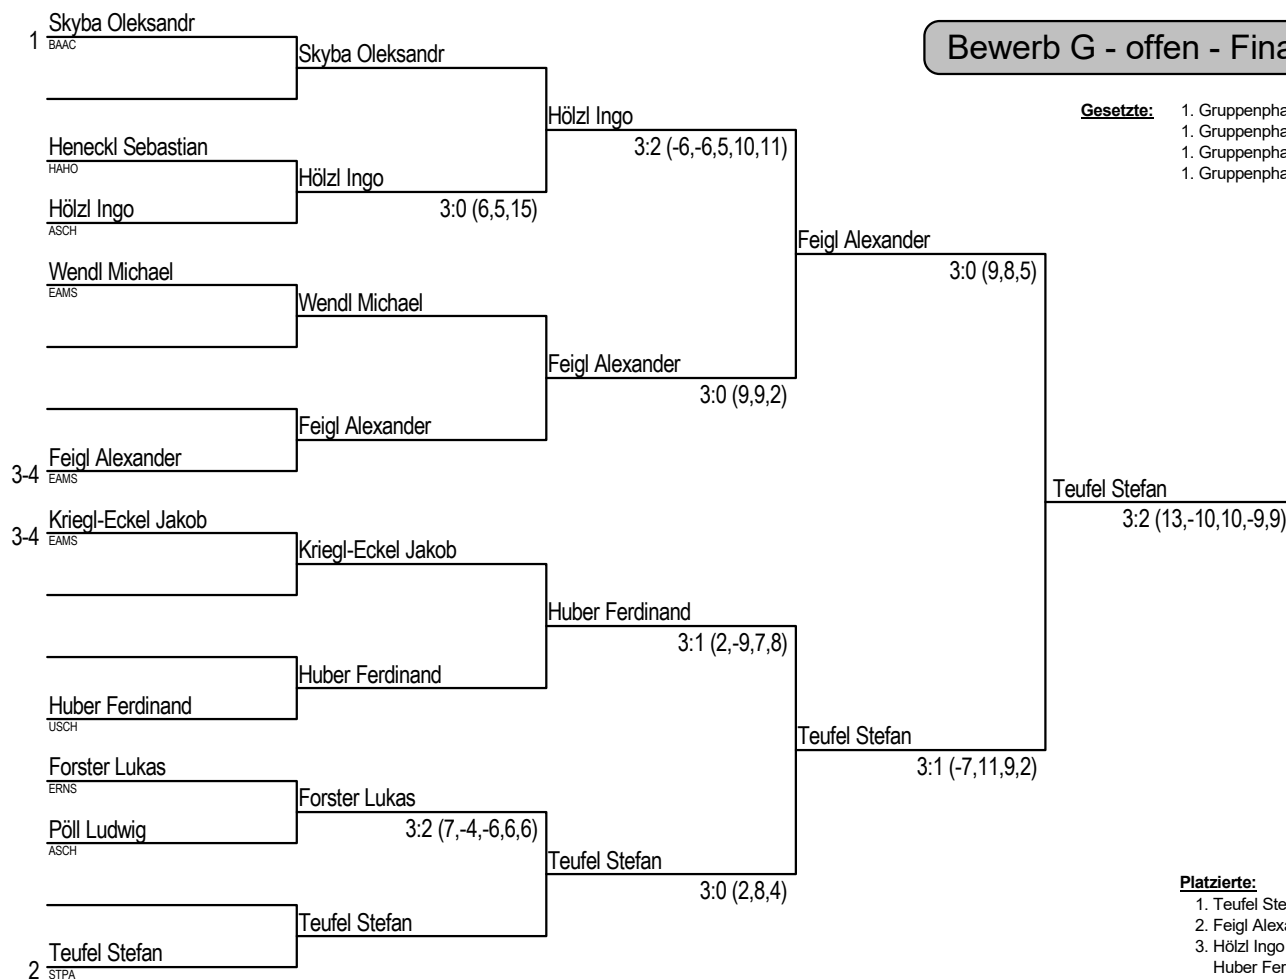 Bewerb G - offen - Fina
Gesetzte:
1. Gruppenpha
1. Gruppenpha
1. Gruppenpha
1. Gruppenpha
1
Skyba Oleksandr
BAAC
Skyba Oleksandr
Hölzl Ingo
3:2 (-6,-6,5,10,11)
Heneckl Sebastian
HAHO
Hölzl Ingo
3:0 (6,5,15)
Hölzl Ingo
ASCH
Feigl Alexander
3:0 (9,8,5)
Wendl Michael
EAMS
Wendl Michael
Feigl Alexander
3:0 (9,9,2)
Feigl Alexander
3-4
Feigl Alexander
EAMS
Teufel Stefan
3:2 (13,-10,10,-9,9)
3-4
Kriegl-Eckel Jakob
EAMS
Kriegl-Eckel Jakob
Huber Ferdinand
3:1 (2,-9,7,8)
Huber Ferdinand
Huber Ferdinand
USCH
Teufel Stefan
3:1 (-7,11,9,2)
Forster Lukas
ERNS
Forster Lukas
3:2 (7,-4,-6,6,6)
Pöll Ludwig
ASCH
Teufel Stefan
3:0 (2,8,4)
Teufel Stefan
2
Teufel Stefan
STPA
Platzierte:
1. Teufel Ste
2. Feigl Alexa
3. Hölzl Ingo
Huber Fer